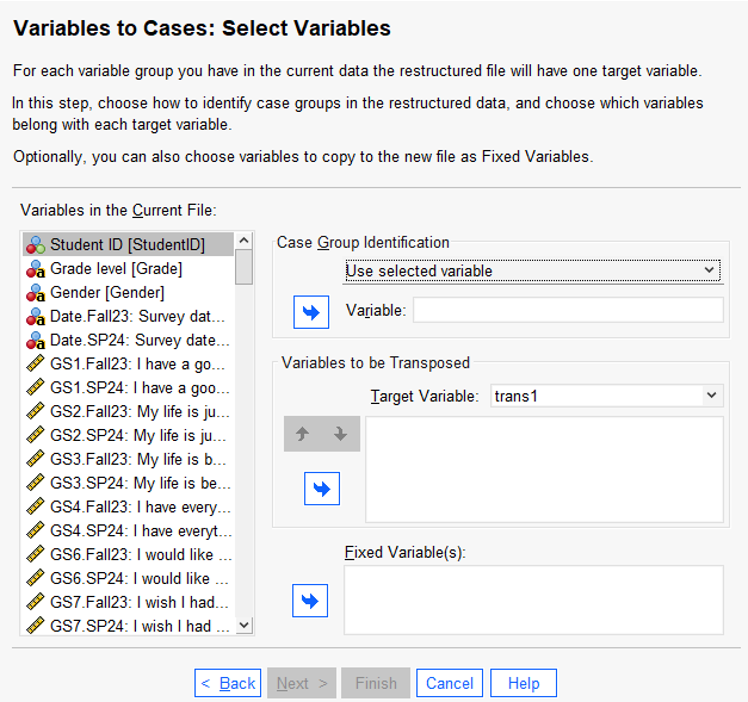 Variables to Cases: Select Variables
For each variable group you have in the current data the restructured file will have one target variable.
In this step, choose how to identify case groups in the restructured data, and choose which variables
belong with each target variable.
Optionally, you can also choose variables to copy to the new file as Fixed Variables.
Variables in the Current File:
Student ID [StudentID]
Grade level [Grade]
Gender [Gender]
Date.Fall23: Survey dat...
Date.SP24: Survey date...
GS1.Fall23: I have a go...
GS1.SP24: I have a goo...
GS2.Fall23: My life is ju...
GS2.SP24: My life is ju...
GS3.Fall23: My life is b...
GS3.SP24: My life is be...
GS4.Fall23: I have every...
GS4.SP24: I have everyt...
GS6.Fall23: I would like ...
GS6.SP24: I would like ...
GS7.Fall23: I wish I had...
GS7.SP24: I wish I had ...
Case Group Identification
Use selected variable
Variable:
Variables to be Transposed
Target Variable: trans1
Fixed Variable(s):
< Back Next > Finish Cancel Help